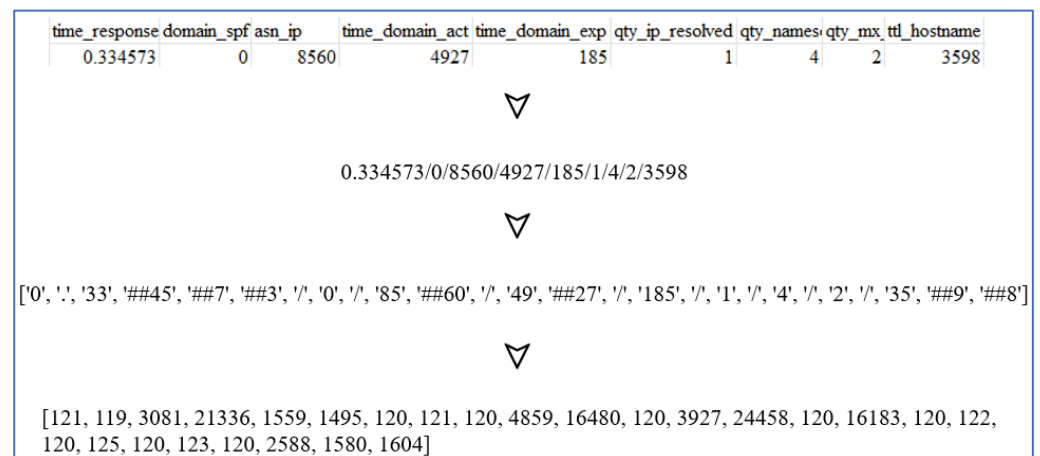 time_response domain_spf asn_ip time_domain_act time_domain_exp qty_ip_resolved qty_names qty_mx_ ttl_hostname
0.334573 0 8560 4927 185 1 4 2 3598
0.334573/0/8560/4927/185/1/4/2/3598
['0', '.', '33', '##45', '##7', '##3', '/', '0', '/', '85', '##60', '/', '49', '##27', '/', '185', '/', '1', '/', '4', '/', '2', '/', '35', '##9', '##8']
[121, 119, 3081, 21336, 1559, 1495, 120, 121, 120, 4859, 16480, 120, 3927, 24458, 120, 16183, 120, 122,
120, 125, 120, 123, 120, 2588, 1580, 1604]